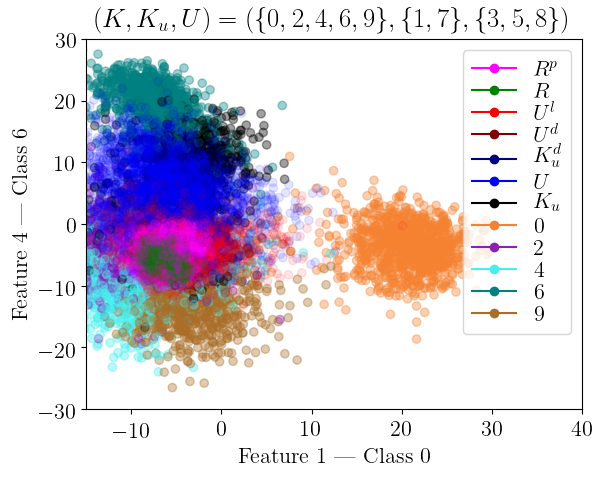 (K, K_u, U) = ({0, 2, 4, 6, 9}, {1, 7}, {3, 5, 8})
30
20
10
0
−10
−20
−30
Feature 4 — Class 6
R^p
R
U^l
U^d
K_u^d
U
K_u
0
2
4
6
9
−10
0
10
20
30
40
Feature 1 — Class 0